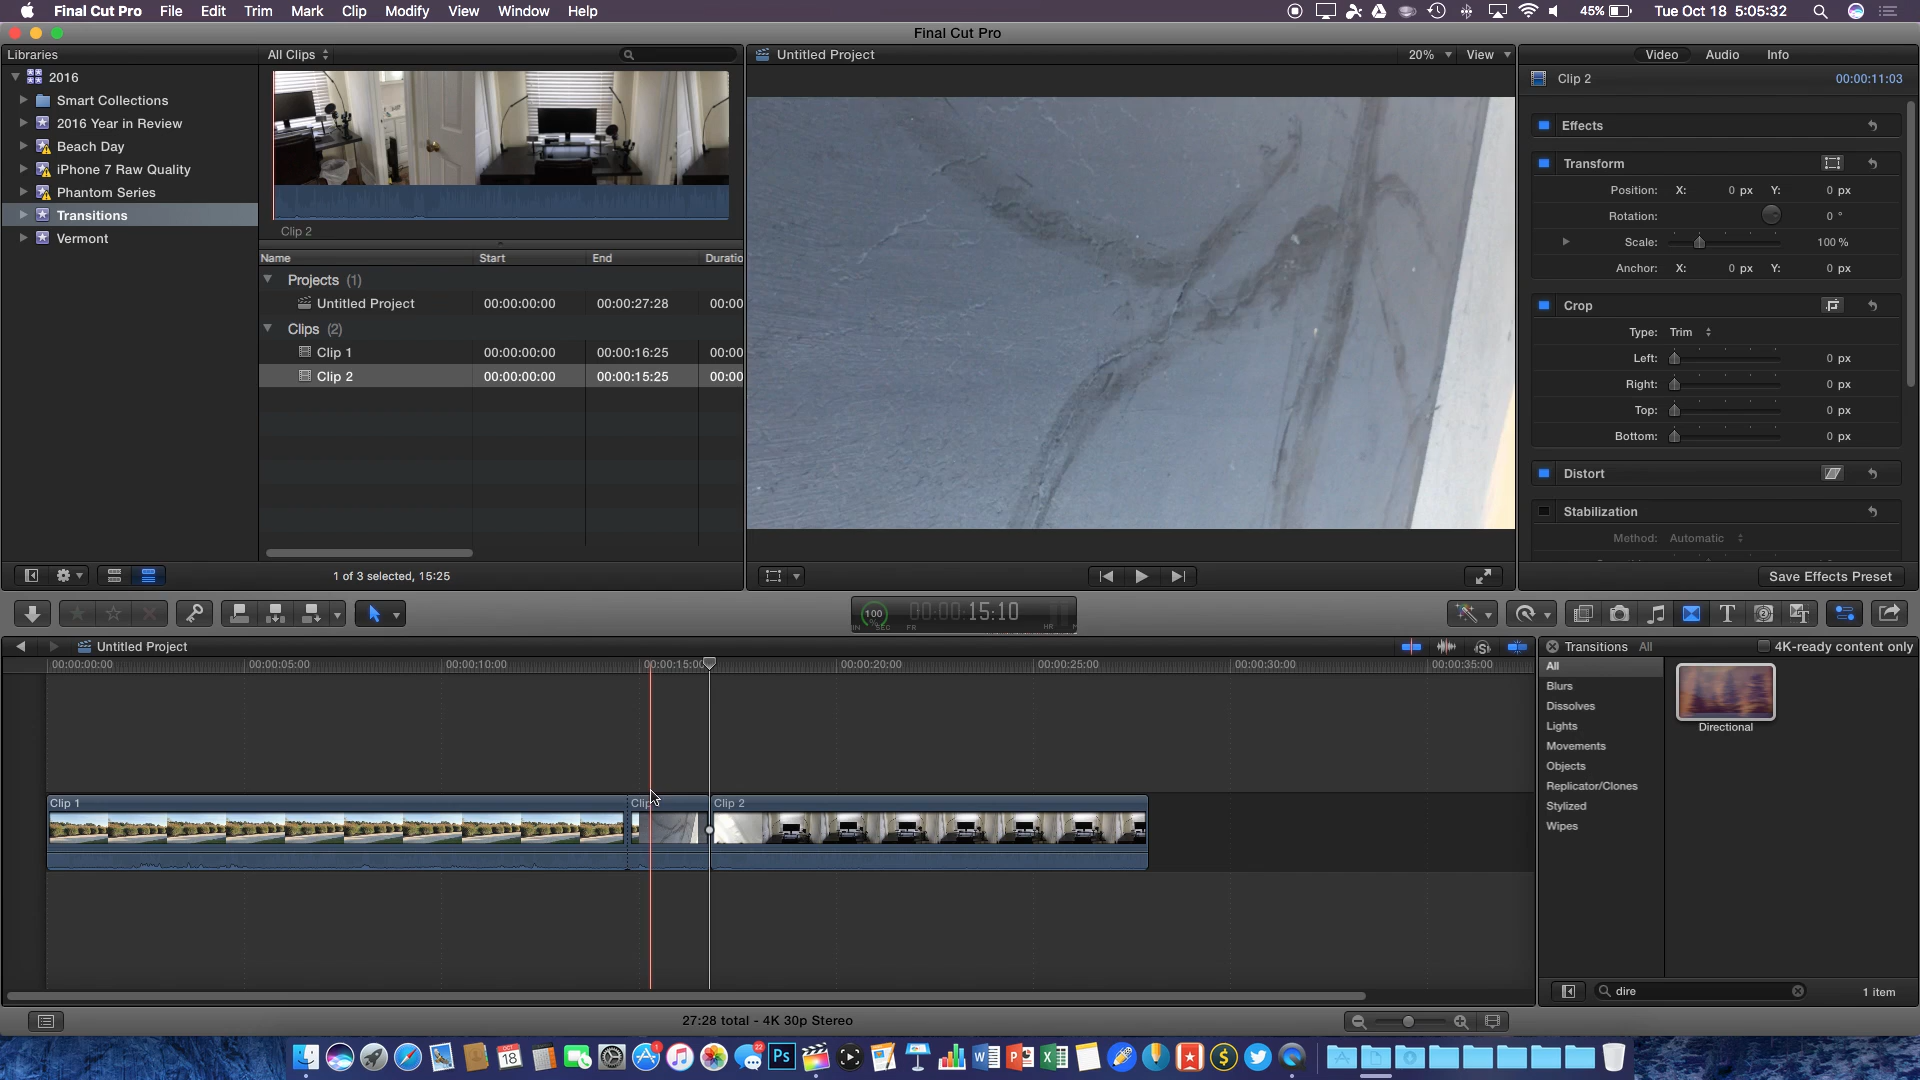 Final Cut Pro File Edit Trim Mark Clip Modify View Window Help 45% Tue Oct 18 5:05:32
Final Cut Pro
Libraries
All Clips
Untitled Project 20% View
Video Audio Info
2016
Smart Collections
2016 Year in Review
Beach Day
iPhone 7 Raw Quality
Phantom Series
Transitions
Vermont
Clip 2
Name Start End Duratio
Projects (1)
Untitled Project 00:00:00:00 00:00:27:28 00:00
Clips (2)
Clip 1 00:00:00:00 00:00:16:25 00:00
Clip 2 00:00:00:00 00:00:15:25 00:00
1 of 3 selected, 15:25
Clip 2 00:00:11:03
Effects
Transform
Position: X: 0 px Y: 0 px
Rotation: 0 °
Scale: 100 %
Anchor: X: 0 px Y: 0 px
Crop
Type: Trim
Left: 0 px
Right: 0 px
Top: 0 px
Bottom: 0 px
Distort
Stabilization
Method: Automatic
Save Effects Preset
100 % 00:00:15:10
FR SEC HR
Untitled Project
00:00:00:00 00:00:05:00 00:00:10:00 00:00:15:00 00:00:20:00 00:00:25:00 00:00:30:00 00:00:35:00
Clip 1 Clip Clip 2
Transitions All 4K-ready content only
All
Blurs
Dissolves
Lights
Movements
Objects
Replicator/Clones
Stylized
Wipes
Directional
dire 1 item
27:28 total - 4K 30p Stereo
18
1
22
Ps